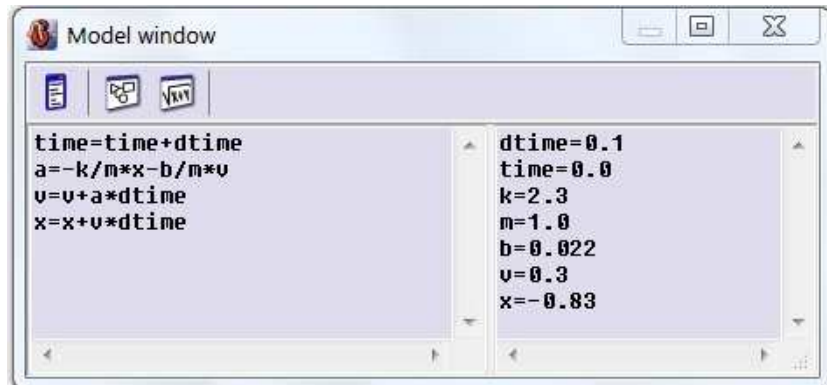 Model window
√x+y
time=time+dtime
a=-k/m*x-b/m*v
v=v+a*dtime
x=x+v*dtime
dtime=0.1
time=0.0
k=2.3
m=1.0
b=0.022
v=0.3
x=-0.83